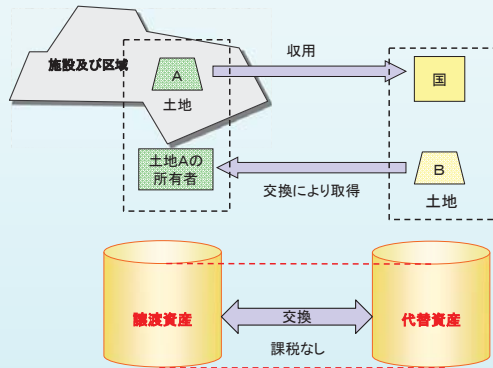 収用
施設及び区域
A
国
土地
土地Aの
所有者
B
交換により取得
土地
譲渡資産
交換
代替資産
課税なし